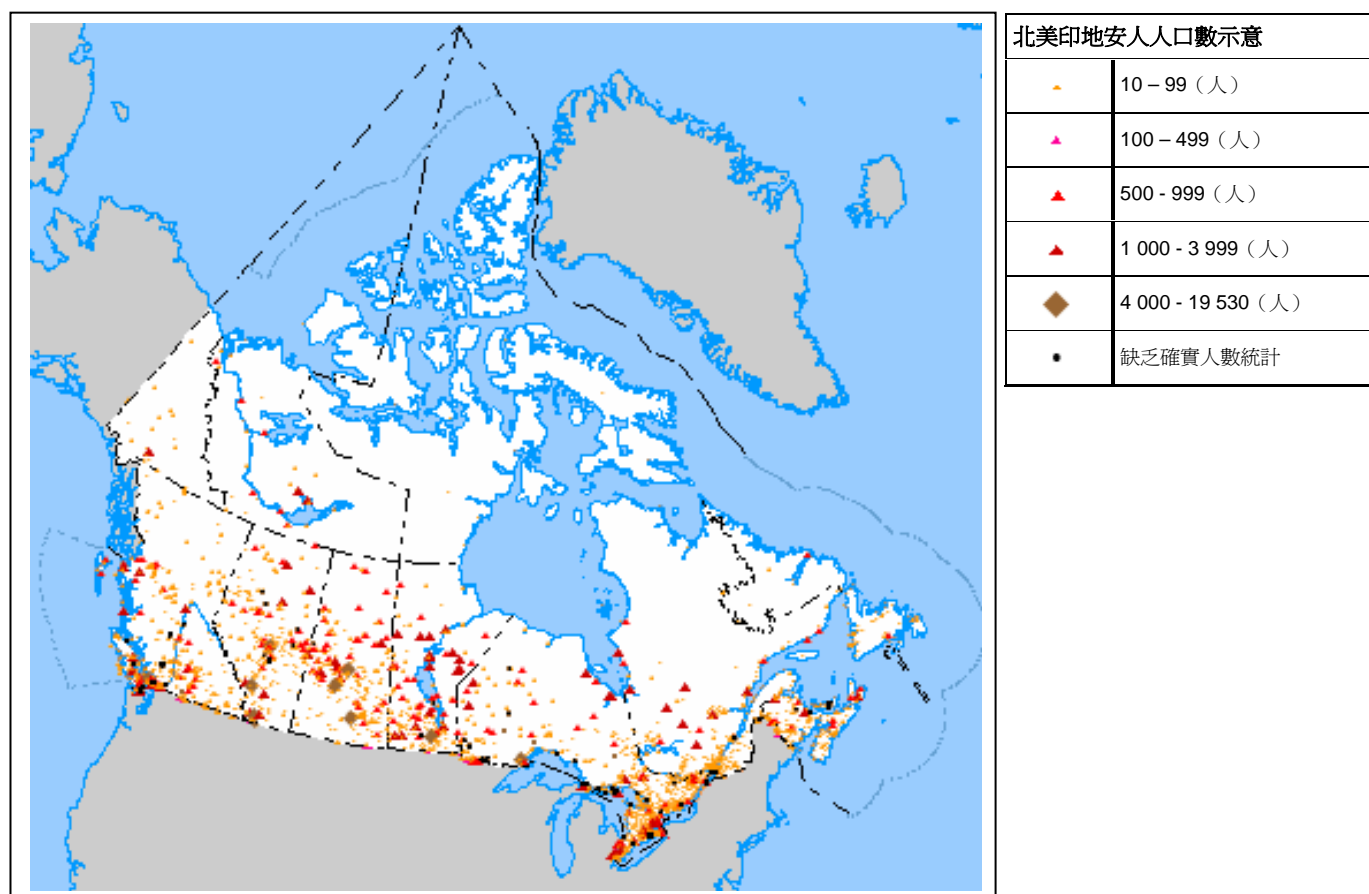 北美印地安人人口數示意
10 – 99（人）
100 – 499（人）
500 - 999（人）
1 000 - 3 999（人）
4 000 - 19 530（人）
缺乏確實人數統計